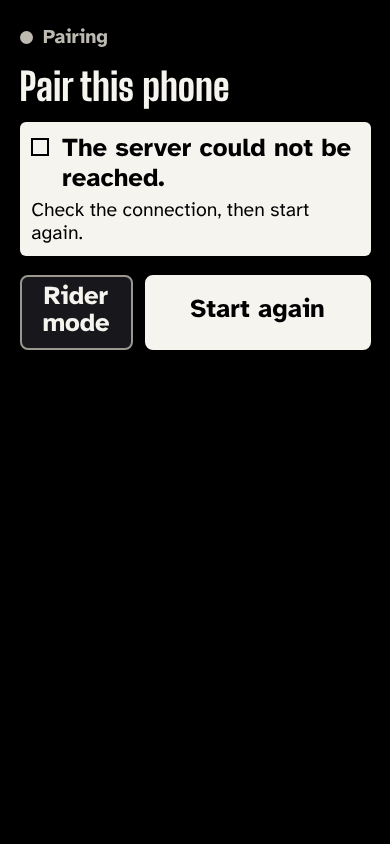 Pairing
Pair this phone
The server could not be
reached.
Check the connection, then start
again.
Rider
mode
Start again